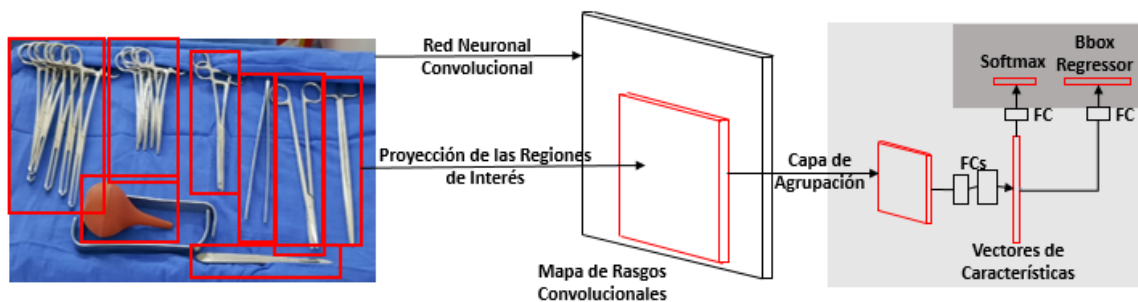 Red Neuronal
Convolucional
Proyección de las Regiones
de Interés
Mapa de Rasgos
Convolucionales
Capa de
Agrupación
FCs
Softmax
FC
Bbox
Regressor
FC
Vectores de
Características